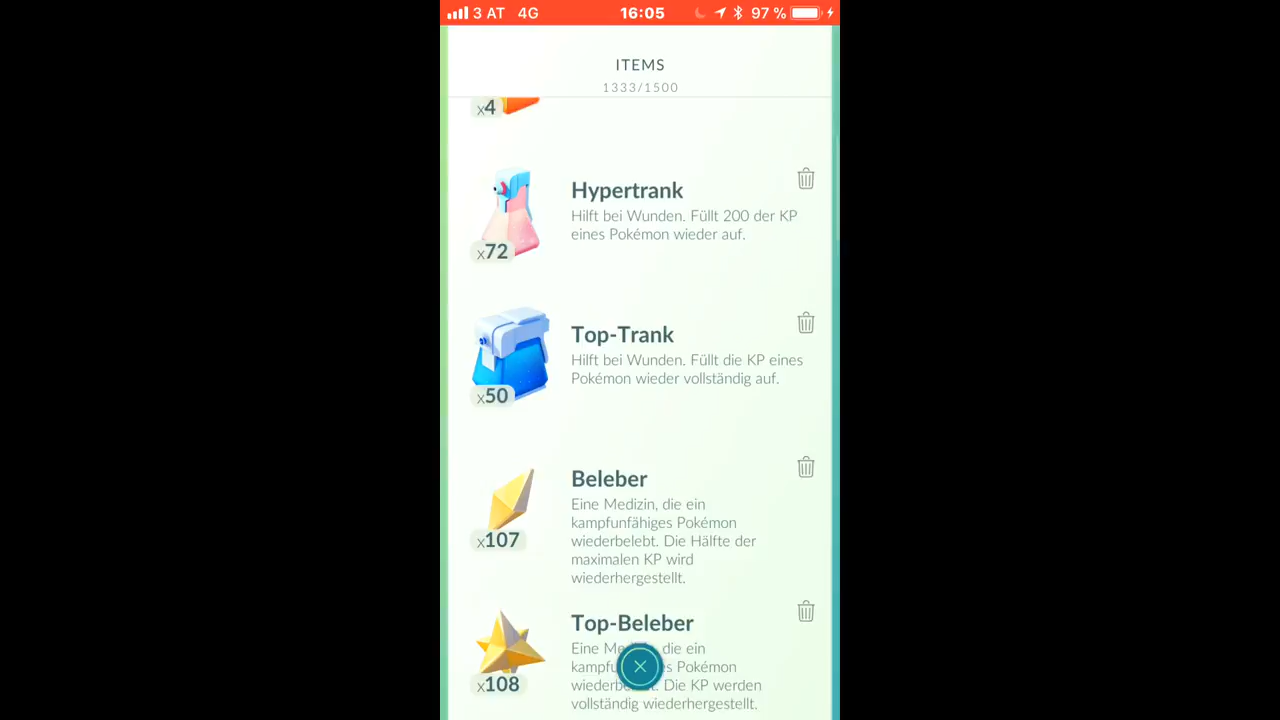 3 AT 4G 16:05 97 %
ITEMS
1333/1500
x4
Hypertrank
Hilft bei Wunden. Füllt 200 der KP
eines Pokémon wieder auf.
x72
Top-Trank
Hilft bei Wunden. Füllt die KP eines
Pokémon wieder vollständig auf.
x50
Beleber
Eine Medizin, die ein
kampfunfähiges Pokémon
wiederbelebt. Die Hälfte der
maximalen KP wird
wiederhergestellt.
x107
Top-Beleber
Eine die ein
Pokémon
Die KP werden
vollständig wiederhergestellt.
x108